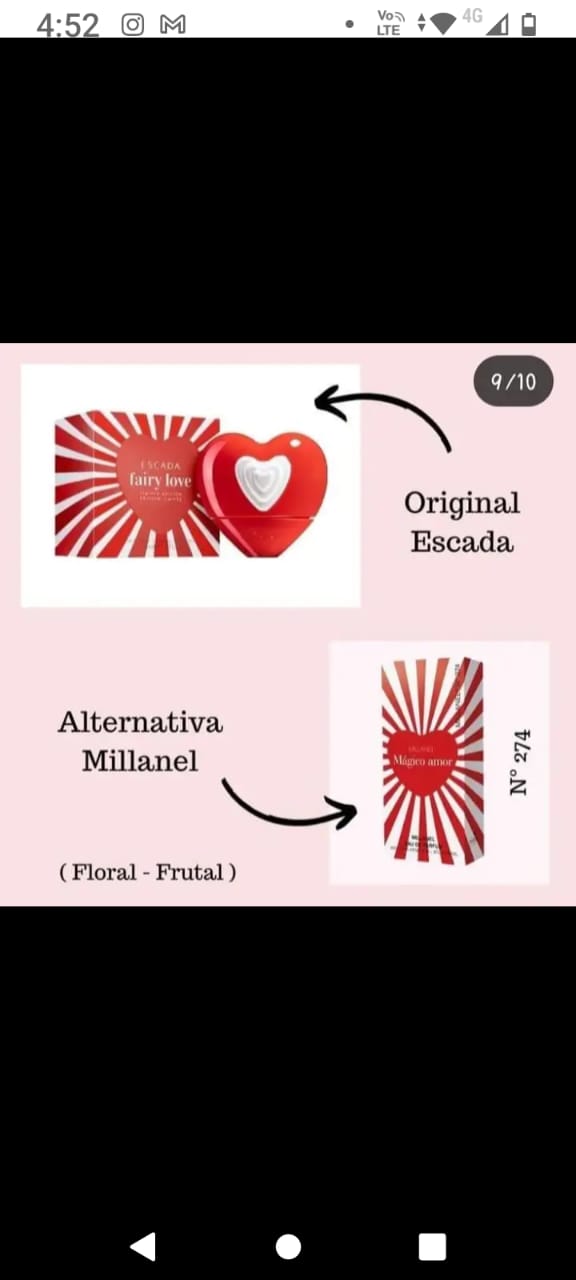 4:52
Vo
LTE
4G
9/10
ESCADA
fairy love
Original
Escada
Alternativa
Millanel
MILLANEL
Mágico amor
N° 274
( Floral - Frutal )